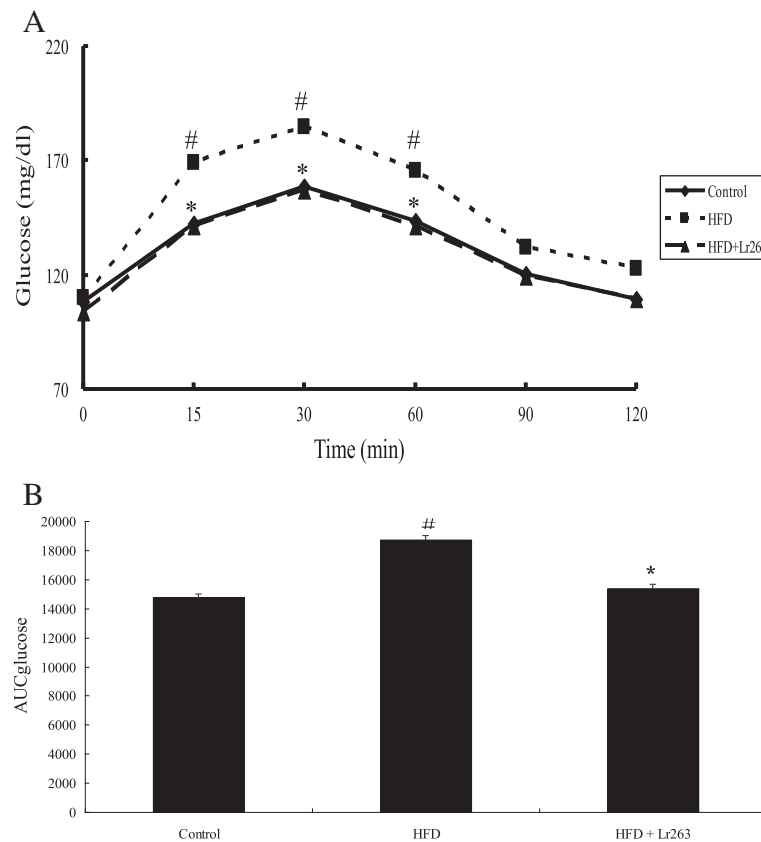 A
220
170
120
70
Glucose (mg/dl)
#
#
#
*
*
*
0 15 30 60 90 120
Time (min)
Control
HFD
HFD+Lr26
B
20000
18000
16000
14000
12000
10000
8000
6000
4000
2000
0
AUCglucose
#
*
Control HFD HFD + Lr263